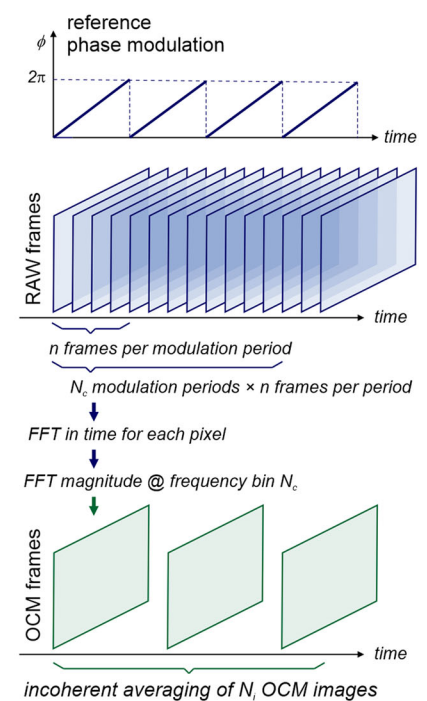 reference
phase modulation
ϕ
2π
time
RAW frames
time
n frames per modulation period
Nc modulation periods × n frames per period
FFT in time for each pixel
FFT magnitude @ frequency bin Nc
OCM frames
time
incoherent averaging of Ni OCM images